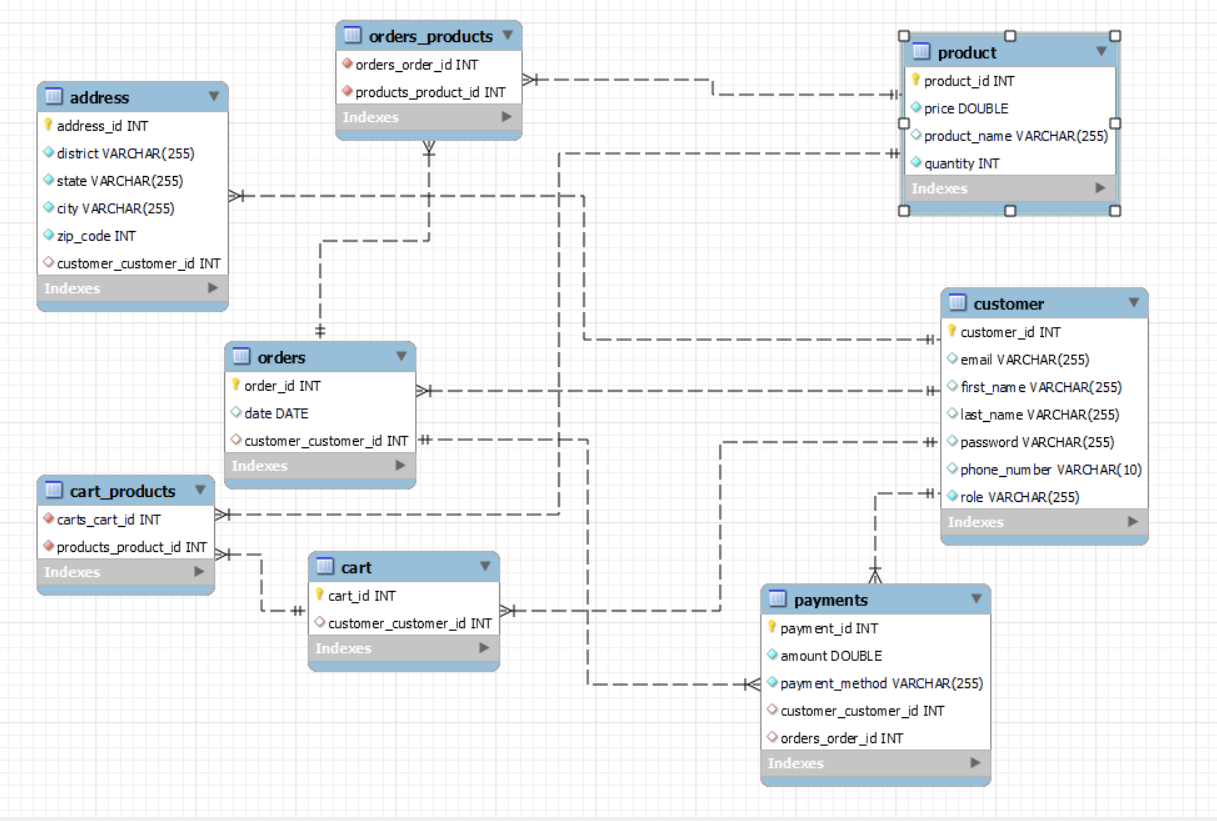 orders_products
orders_order_id INT
products_product_id INT
Indexes
product
product_id INT
price DOUBLE
product_name VARCHAR(255)
quantity INT
Indexes
address
address_id INT
district VARCHAR(255)
state VARCHAR(255)
city VARCHAR(255)
zip_code INT
customer_customer_id INT
Indexes
customer
customer_id INT
email VARCHAR(255)
first_name VARCHAR(255)
last_name VARCHAR(255)
password VARCHAR(255)
phone_number VARCHAR(10)
role VARCHAR(255)
Indexes
orders
order_id INT
date DATE
customer_customer_id INT
Indexes
cart_products
carts_cart_id INT
products_product_id INT
Indexes
cart
cart_id INT
customer_customer_id INT
Indexes
payments
payment_id INT
amount DOUBLE
payment_method VARCHAR(255)
customer_customer_id INT
orders_order_id INT
Indexes